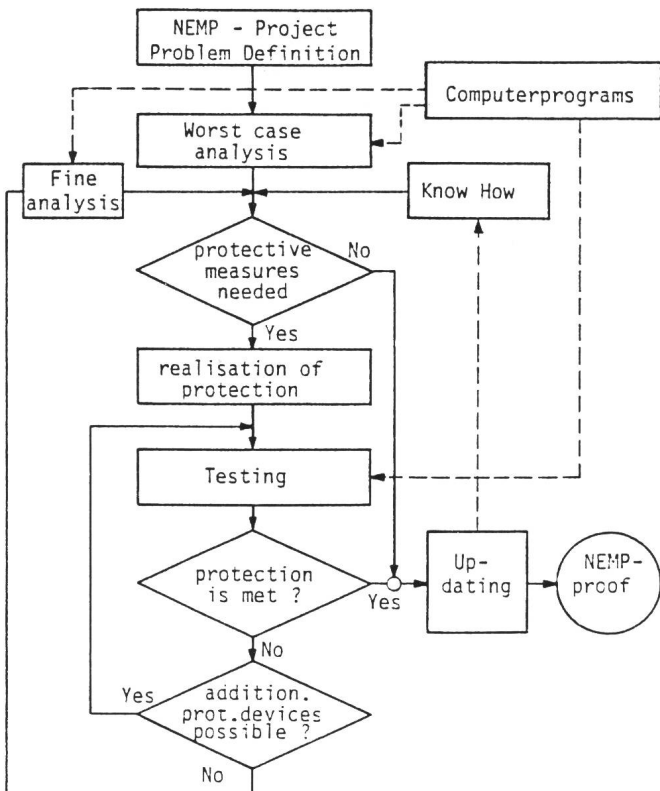 NEMP - Project
Problem Definition
Computerprograms
Worst case
analysis
Fine
analysis
Know How
protective
measures
needed
No
Yes
realisation of
protection
Testing
protection
is met ?
Yes
Up-
dating
NEMP-
proof
No
Yes
addition.
prot.devices
possible ?
No